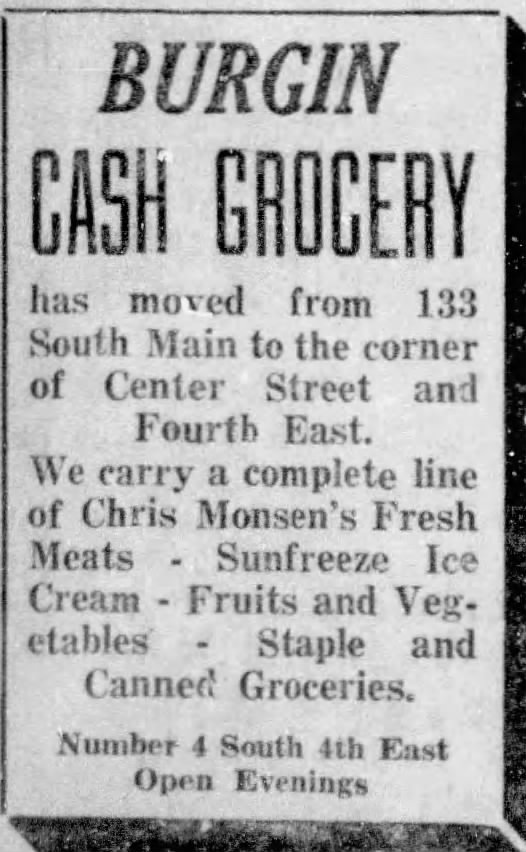 BURGIN
CASH GROCERY
has moved from 133
South Main to the corner
of Center Street and
Fourth East.
We carry a complete line
of Chris Monsen's Fresh
Meats - Sunfreeze Ice
Cream - Fruits and Veg-
etables - Staple and
Canned Groceries.
Number 4 South 4th East
Open Evenings